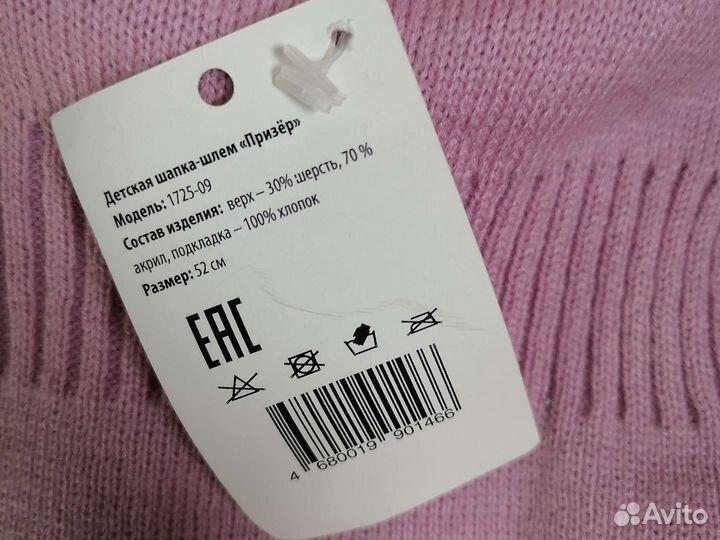 Детская шапка-шлем «Призёр»
Модель: 1725-09
Состав изделия: верх – 30% шерсть, 70 %
акрил, подкладка – 100% хлопок
Размер: 52 см
EAC
4 680019 901466
Avito